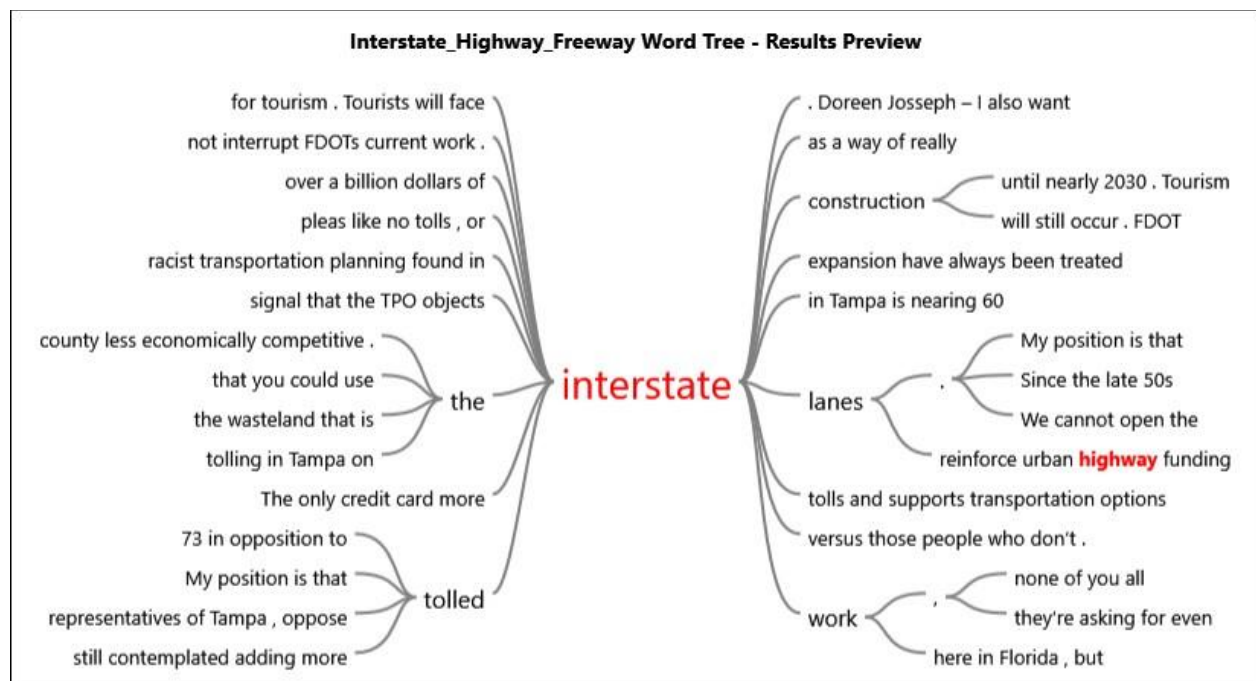 Interstate_Highway_Freeway Word Tree - Results Preview
for tourism . Tourists will face
not interrupt FDOTs current work .
over a billion dollars of
pleas like no tolls , or
racist transportation planning found in
signal that the TPO objects
county less economically competitive .
that you could use
the wasteland that is
tolling in Tampa on
the
The only credit card more
73 in opposition to
My position is that
representatives of Tampa , oppose
still contemplated adding more
tolled
interstate
. Doreen Josseph – I also want
as a way of really
construction
until nearly 2030 . Tourism
will still occur . FDOT
expansion have always been treated
in Tampa is nearing 60
lanes
.
My position is that
Since the late 50s
We cannot open the
reinforce urban highway funding
tolls and supports transportation options
versus those people who don't .
work
,
none of you all
they're asking for even
here in Florida , but